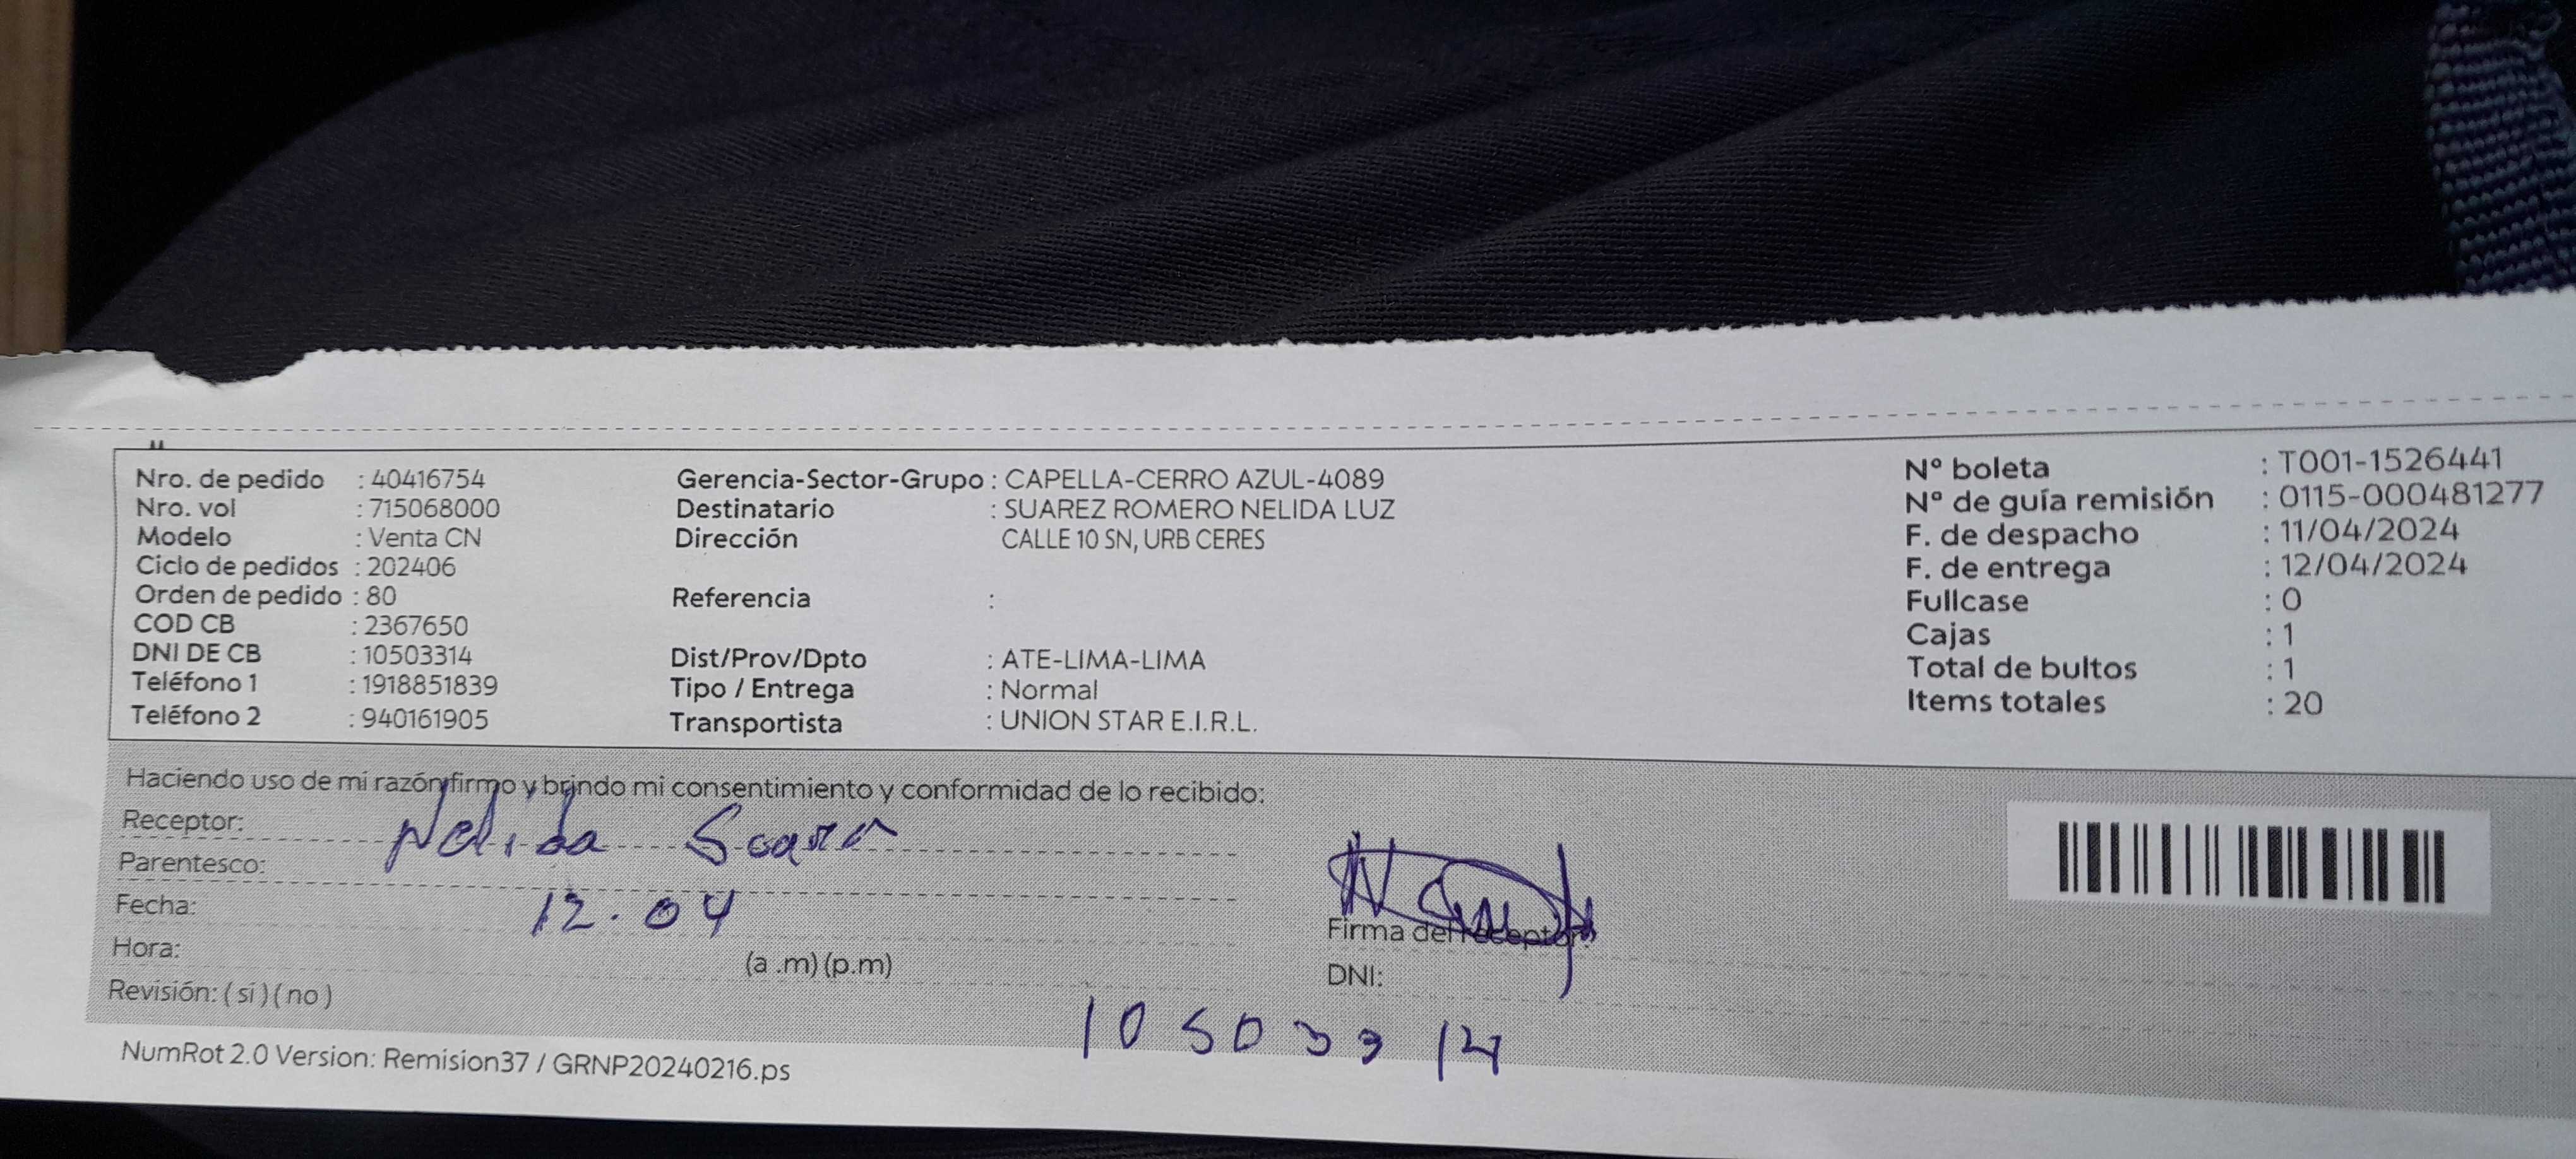 Nro. de pedido : 40416754
Nro. vol : 715068000
Modelo : Venta CN
Ciclo de pedidos : 202406
Orden de pedido : 80
COD CB : 2367650
DNI DE CB : 10503314
Teléfono 1 : 1918851839
Teléfono 2 : 940161905
Gerencia-Sector-Grupo : CAPELLA-CERRO AZUL-4089
Destinatario : SUAREZ ROMERO NELIDA LUZ
Dirección CALLE 10 SN, URB CERES
Referencia :
Dist/Prov/Dpto : ATE-LIMA-LIMA
Tipo / Entrega : Normal
Transportista : UNION STAR E.I.R.L.
N° boleta : T001-1526441
N° de guía remisión : 0115-000481277
F. de despacho : 11/04/2024
F. de entrega : 12/04/2024
Fullcase : 0
Cajas : 1
Total de bultos : 1
Items totales : 20
Haciendo uso de mi razón firmo y brindo mi consentimiento y conformidad de lo recibido:
Receptor: Nelida
Parentesco:
Fecha: 12.04
Hora: (a .m) (p.m)
Revisión: ( si ) ( no )
Firma del receptor:
DNI:
10503314
NumRot 2.0 Version: Remision37 / GRNP20240216.ps